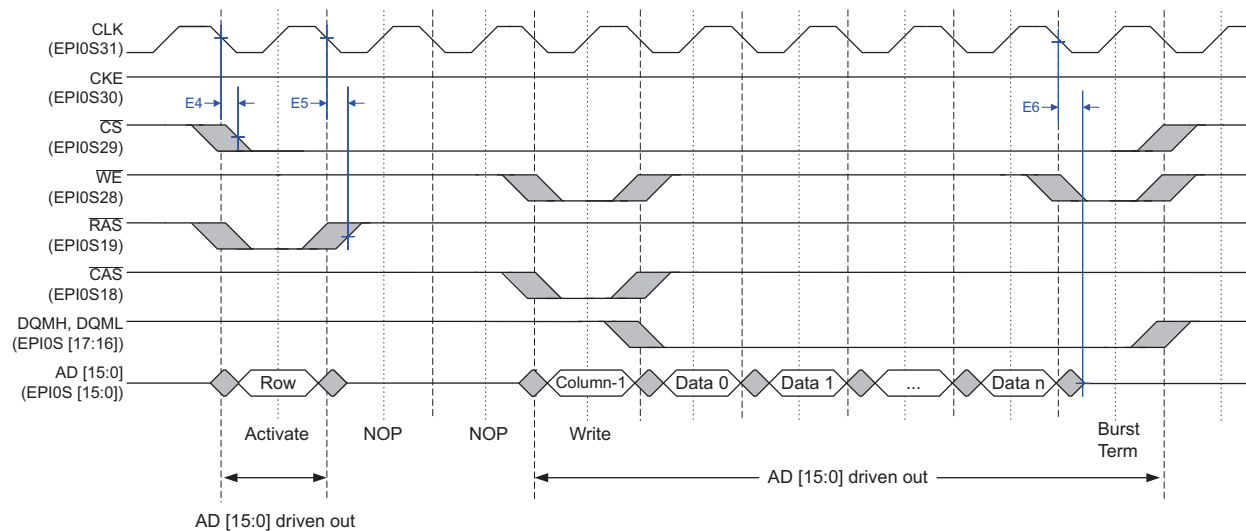 CLK
(EPI0S31)
CKE
(EPI0S30)
E4
E5
E6
CS
(EPI0S29)
WE
(EPI0S28)
RAS
(EPI0S19)
CAS
(EPI0S18)
DQMH, DQML
(EPI0S [17:16])
AD [15:0]
(EPI0S [15:0])
Row
Column-1
Data 0
Data 1
...
Data n
Activate
NOP
NOP
Write
Burst
Term
AD [15:0] driven out
AD [15:0] driven out